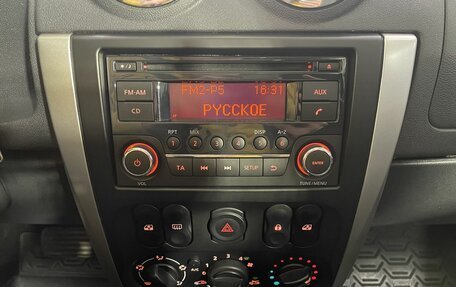 FM2-P5 16:31
РУССКОЕ
FM-AM
AUX
CD
RPT MIX DISP A-Z
1 2 3 4 5 6
TA SETUP
ENTER
VOL
TUNE/MENU
A/C